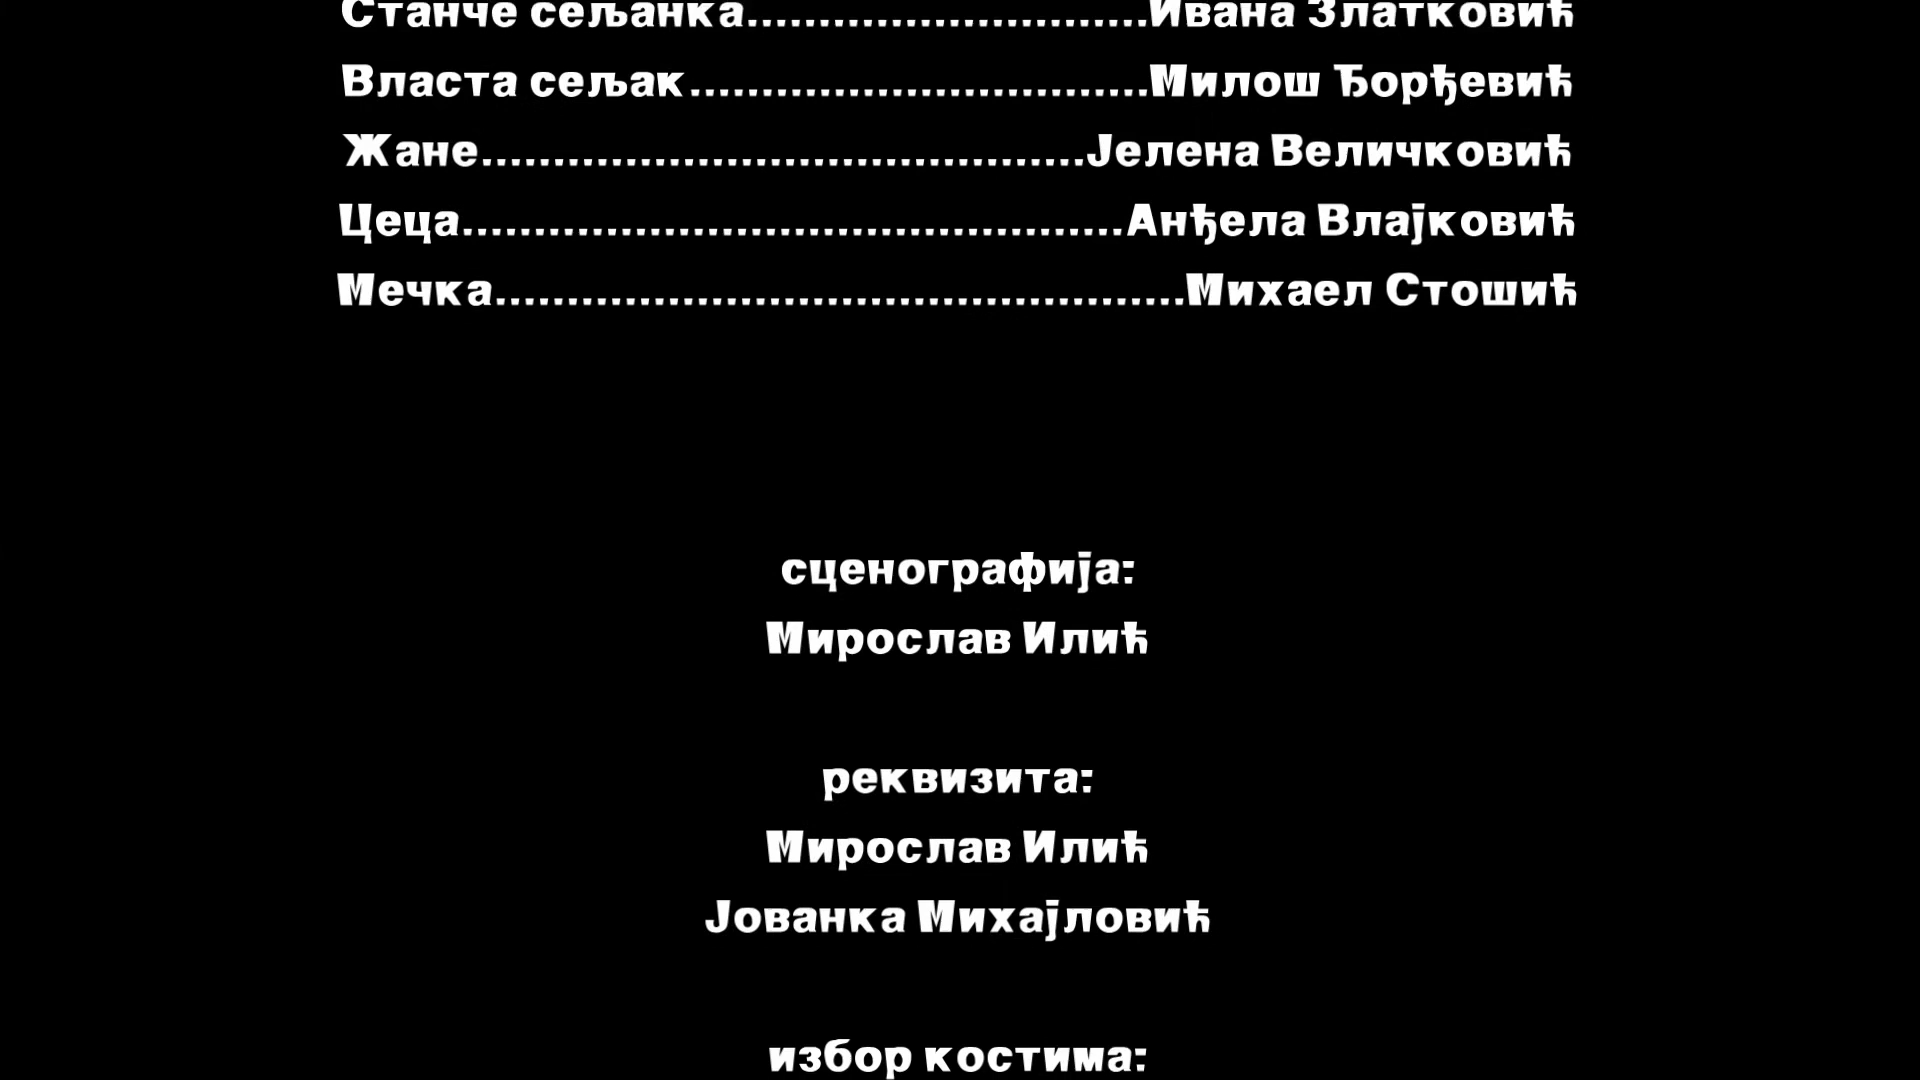 Станче сељанка............................Ивана Златковић
Власта сељак................................Милош Ђорђевић
Жане..........................................Јелена Величковић
Цеца..............................................Анђела Влајковић
Мечка................................................Михаел Стошић
сценографија:
Мирослав Илић
реквизита:
Мирослав Илић
Јованка Михајловић
избор костима: